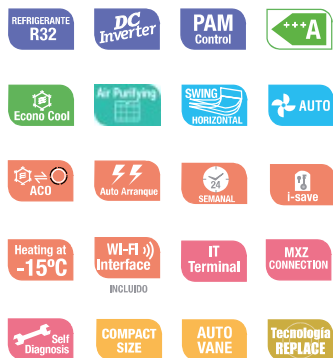 REFRIGERANTE
R32
DC
Inverter
PAM
Control
+++A
Econo Cool
Air Purifying
SWING
HORIZONTAL
AUTO
ACO
Auto Arranque
24
SEMANAL
i-save
Heating at
-15ºC
WI-FI
Interface
INCLUIDO
IT
Terminal
MXZ
CONNECTION
Self
Diagnosis
COMPACT
SIZE
AUTO
VANE
Tecnología
REPLACE